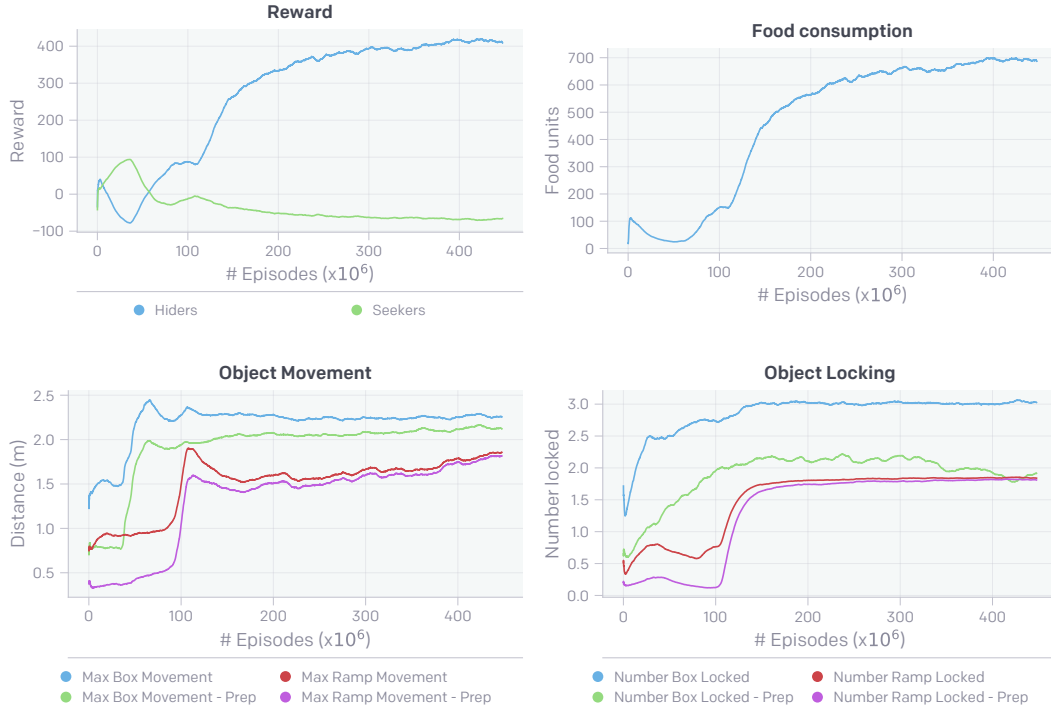 Reward
400
300
200
100
0
−100
Reward
0 100 200 300 400
# Episodes (x10⁶)
Hiders Seekers
Food consumption
700
600
500
400
300
200
100
0
Food units
0 100 200 300 400
# Episodes (x10⁶)
Object Movement
2.5
2.0
1.5
1.0
0.5
Distance (m)
0 100 200 300 400
# Episodes (x10⁶)
Max Box Movement Max Ramp Movement
Max Box Movement - Prep Max Ramp Movement - Prep
Object Locking
3.0
2.5
2.0
1.5
1.0
0.5
0.0
Number locked
0 100 200 300 400
# Episodes (x10⁶)
Number Box Locked Number Ramp Locked
Number Box Locked - Prep Number Ramp Locked - Prep